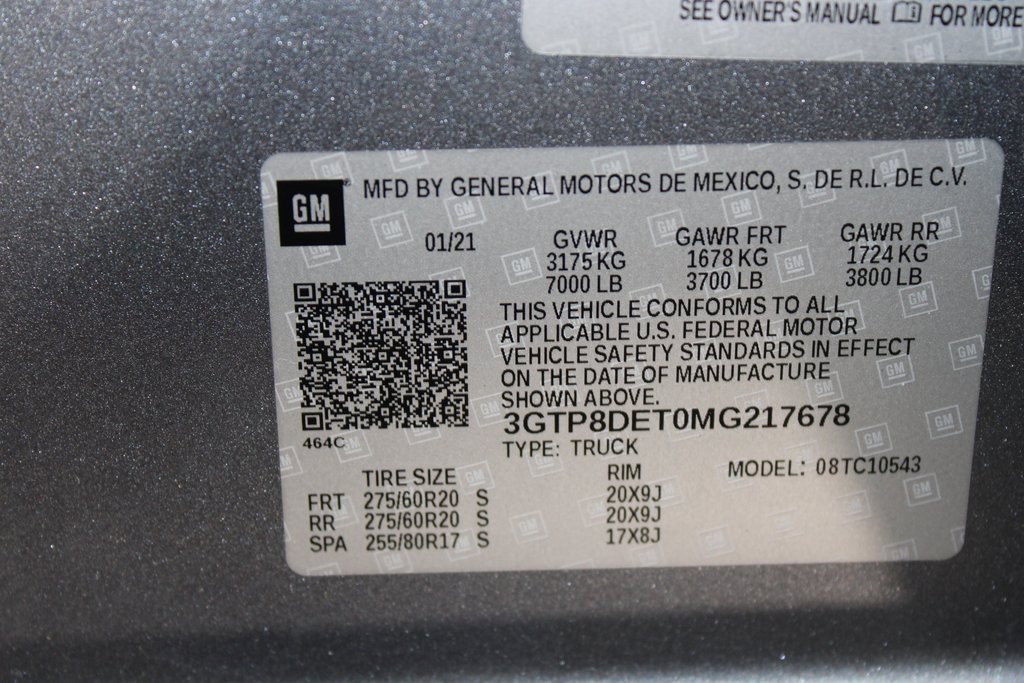 SEE OWNER'S MANUAL FOR MORE
GM MFD BY GENERAL MOTORS DE MEXICO, S. DE R.L. DE C.V.
01/21 GVWR GAWR FRT GAWR RR
3175 KG 1678 KG 1724 KG
7000 LB 3700 LB 3800 LB
THIS VEHICLE CONFORMS TO ALL
APPLICABLE U.S. FEDERAL MOTOR
VEHICLE SAFETY STANDARDS IN EFFECT
ON THE DATE OF MANUFACTURE
SHOWN ABOVE.
3GTP8DET0MG217678
464C
TYPE: TRUCK
TIRE SIZE RIM MODEL: 08TC10543
FRT 275/60R20 S 20X9J
RR 275/60R20 S 20X9J
SPA 255/80R17 S 17X8J